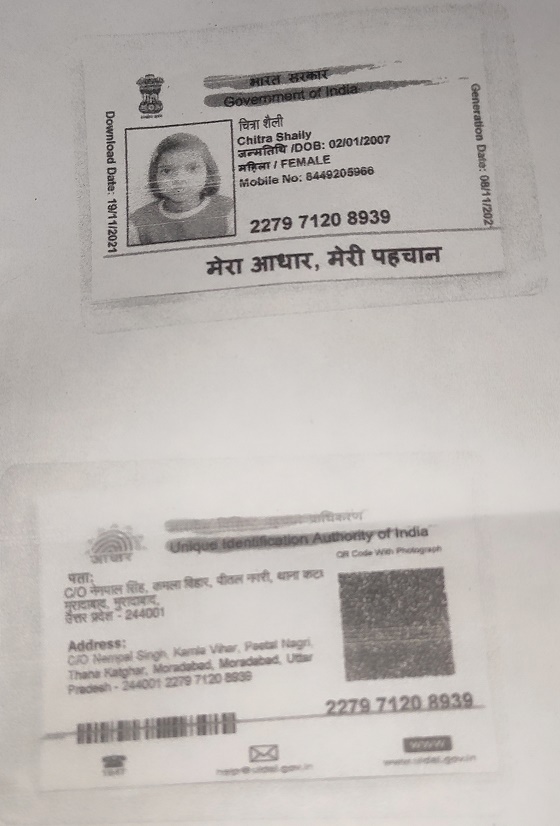 भारत सरकार
Government of India
चित्रा शैली
Chitra Shaily
जन्मतिथि /DOB: 02/01/2007
महिला / FEMALE
Mobile No: 8449205966
2279 7120 8939
मेरा आधार, मेरी पहचान
Download Date: 19/11/2021
Generation Date: 08/11/202
प्राधिकरण
Unique Identification Authority of India
आधार
QR Code With Photograph
पता:
C/O नेमपाल सिंह, कमला विहार, पीतल नगरी, थाना कटा
मुरादाबाद, मुरादाबाद,
उत्तर प्रदेश - 244001
Address:
C/O Nempal Singh, Kamla Vihar, Peetal Nagri,
Thana Katghar, Moradabad, Moradabad, Uttar
Pradesh - 244001 2279 7120 8939
2279 7120 8939
1947
help@uidai.gov.in
www
www.uidai.gov.in